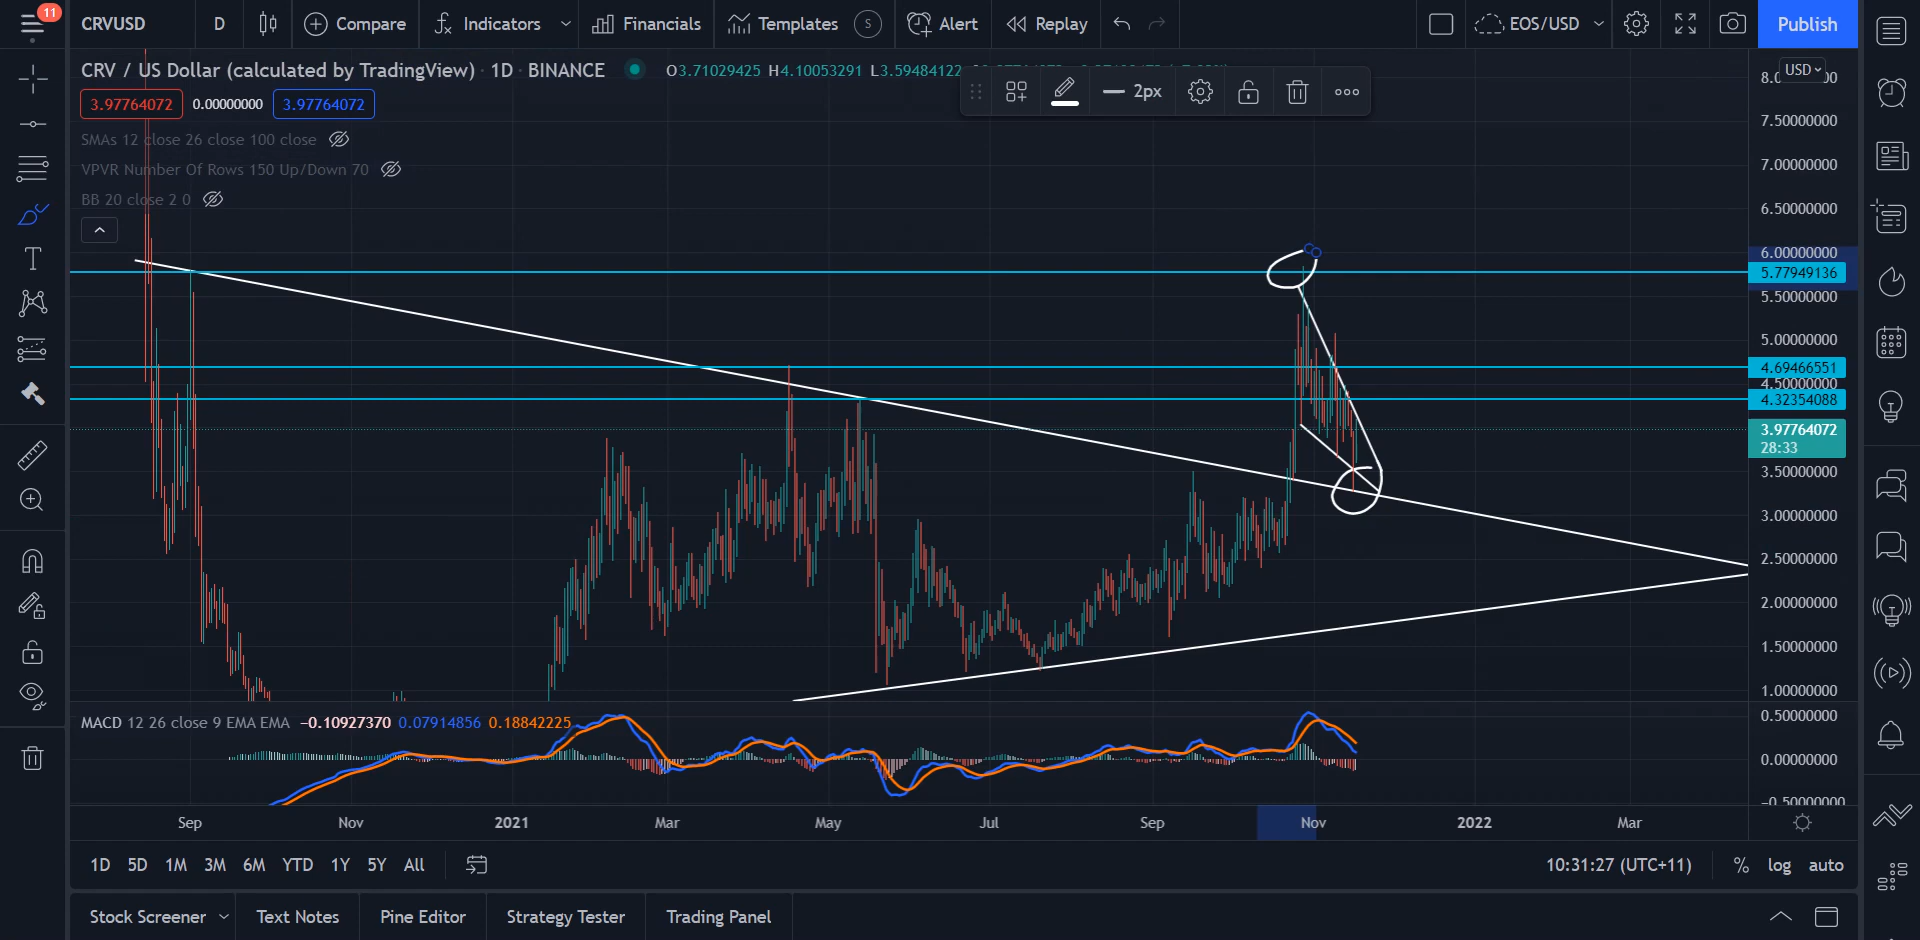 11
CRVUSD D Compare Indicators Financials Templates S Alert Replay EOS/USD Publish
CRV / US Dollar (calculated by TradingView) · 1D · BINANCE O3.71029425 H4.10053291 L3.59484122
USD
3.97764072 0.00000000 3.97764072
2px
SMAs 12 close 26 close 100 close
VPVR Number Of Rows 150 Up/Down 70
BB 20 close 2 0
7.50000000
7.00000000
6.50000000
6.00000000
5.77949136
5.50000000
5.00000000
4.69466551
4.50000000
4.32354088
3.97764072
28:33
3.50000000
3.00000000
2.50000000
2.00000000
1.50000000
1.00000000
MACD 12 26 close 9 EMA EMA −0.10927370 0.07914856 0.18842225
0.50000000
0.00000000
−0.50000000
Sep Nov 2021 Mar May Jul Sep Nov 2022 Mar
1D 5D 1M 3M 6M YTD 1Y 5Y All 10:31:27 (UTC+11) % log auto
Stock Screener Text Notes Pine Editor Strategy Tester Trading Panel